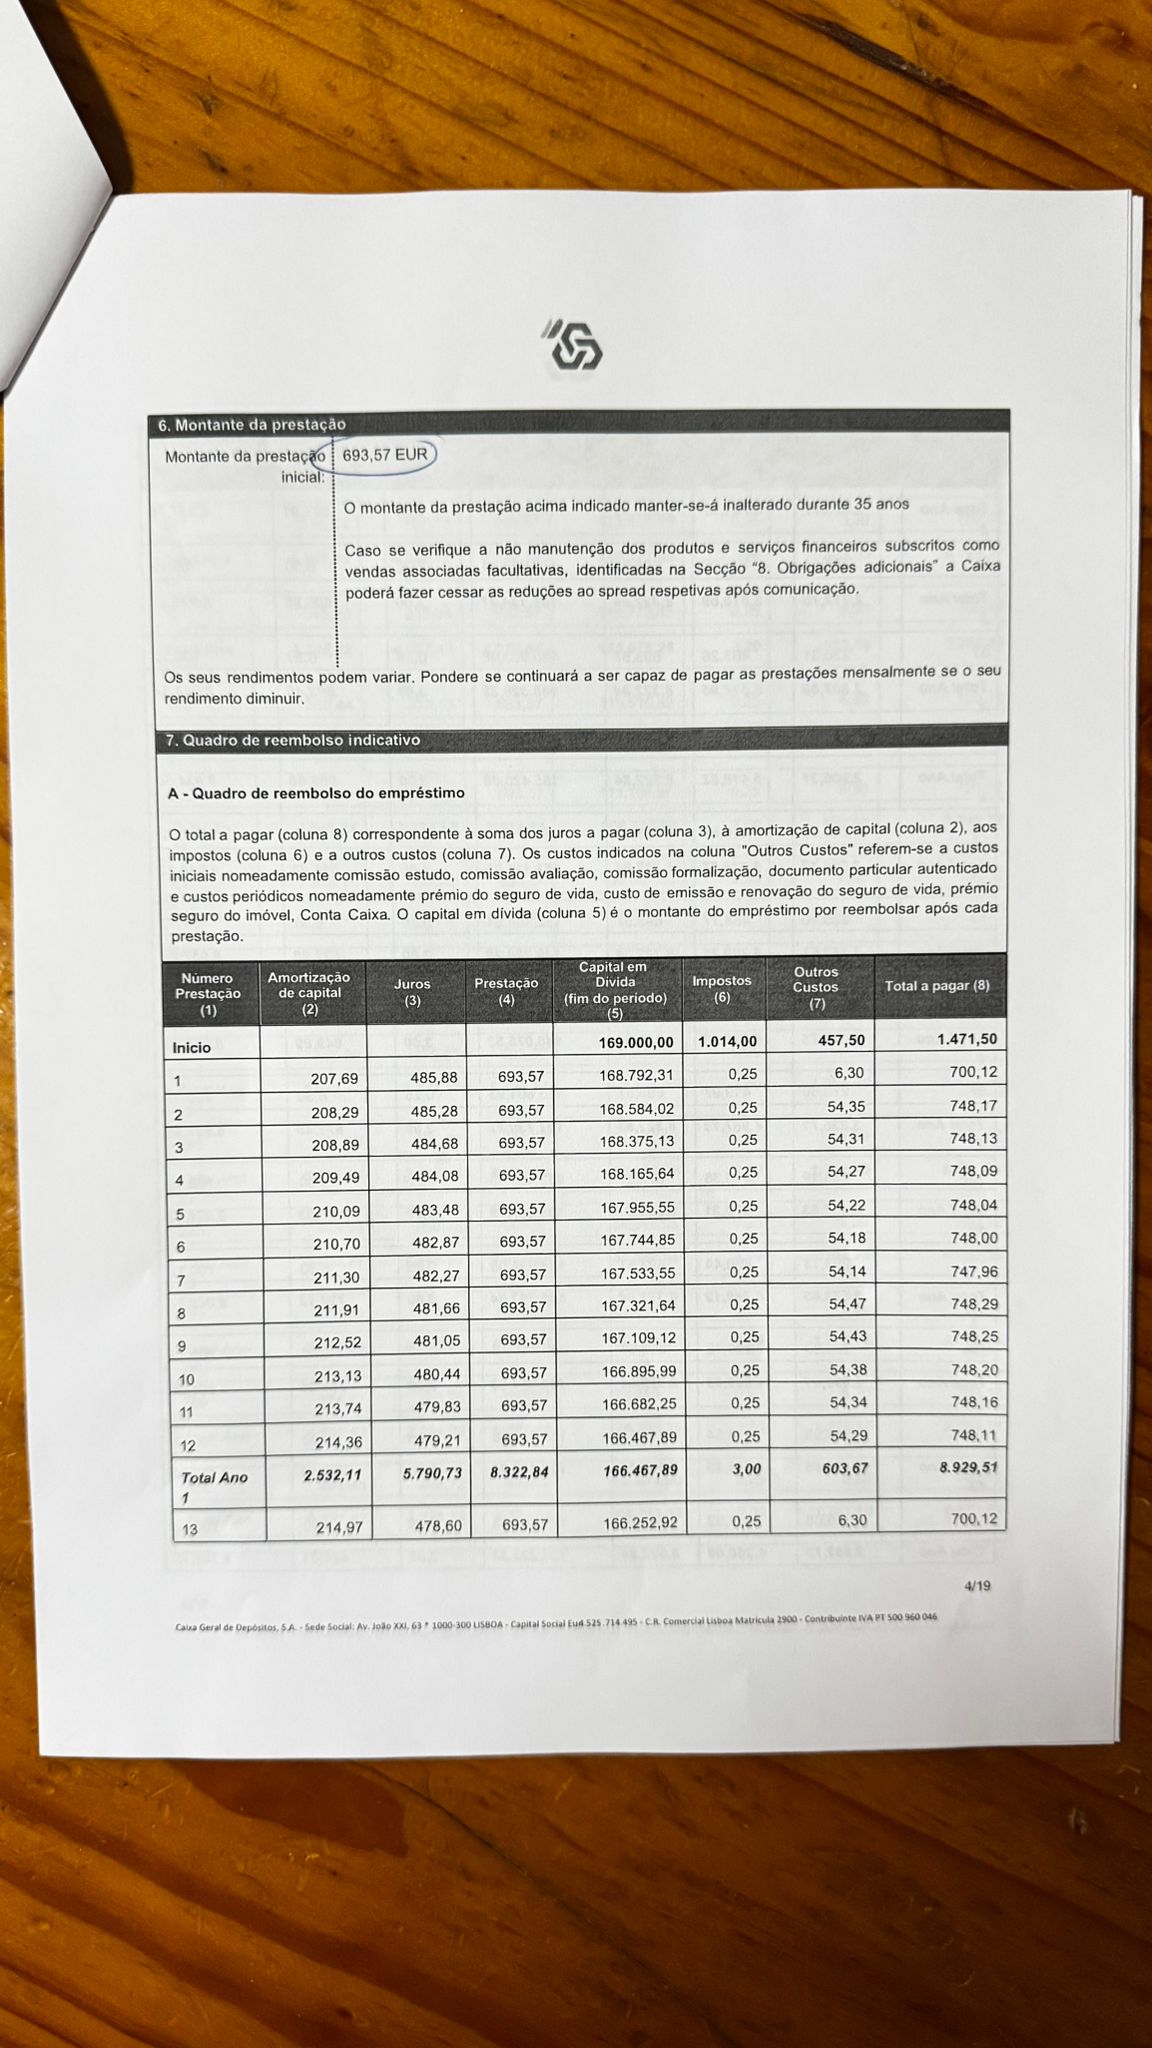 6. Montante da prestação
Montante da prestação inicial: 693,57 EUR
O montante da prestação acima indicado manter-se-á inalterado durante 35 anos
Caso se verifique a não manutenção dos produtos e serviços financeiros subscritos como
vendas associadas facultativas, identificadas na Secção "8. Obrigações adicionais" a Caixa
poderá fazer cessar as reduções ao spread respetivas após comunicação.
Os seus rendimentos podem variar. Pondere se continuará a ser capaz de pagar as prestações mensalmente se o seu
rendimento diminuir.
7. Quadro de reembolso indicativo
A - Quadro de reembolso do empréstimo
O total a pagar (coluna 8) correspondente à soma dos juros a pagar (coluna 3), à amortização de capital (coluna 2), aos
impostos (coluna 6) e a outros custos (coluna 7). Os custos indicados na coluna "Outros Custos" referem-se a custos
iniciais nomeadamente comissão estudo, comissão avaliação, comissão formalização, documento particular autenticado
e custos periódicos nomeadamente prémio do seguro de vida, custo de emissão e renovação do seguro de vida, prémio
seguro do imóvel, Conta Caixa. O capital em dívida (coluna 5) é o montante do empréstimo por reembolsar após cada
prestação.
Número Prestação (1) Amortização de capital (2) Juros (3) Prestação (4) Capital em Divida (fim do periodo) (5) Impostos (6) Outros Custos (7) Total a pagar (8)
Inicio 169.000,00 1.014,00 457,50 1.471,50
1 207,69 485,88 693,57 168.792,31 0,25 6,30 700,12
2 208,29 485,28 693,57 168.584,02 0,25 54,35 748,17
3 208,89 484,68 693,57 168.375,13 0,25 54,31 748,13
4 209,49 484,08 693,57 168.165,64 0,25 54,27 748,09
5 210,09 483,48 693,57 167.955,55 0,25 54,22 748,04
6 210,70 482,87 693,57 167.744,85 0,25 54,18 748,00
7 211,30 482,27 693,57 167.533,55 0,25 54,14 747,96
8 211,91 481,66 693,57 167.321,64 0,25 54,47 748,29
9 212,52 481,05 693,57 167.109,12 0,25 54,43 748,25
10 213,13 480,44 693,57 166.895,99 0,25 54,38 748,20
11 213,74 479,83 693,57 166.682,25 0,25 54,34 748,16
12 214,36 479,21 693,57 166.467,89 0,25 54,29 748,11
Total Ano 1 2.532,11 5.790,73 8.322,84 166.467,89 3,00 603,67 8.929,51
13 214,97 478,60 693,57 166.252,92 0,25 6,30 700,12
4/19
Caixa Geral de Depósitos, S.A. - Sede Social: Av. João XXI, 63 * 1000-300 LISBOA - Capital Social Eur4.525.714.495 - C.R. Comercial Lisboa Matricula 2900 - Contribuinte IVA PT 500 960 046